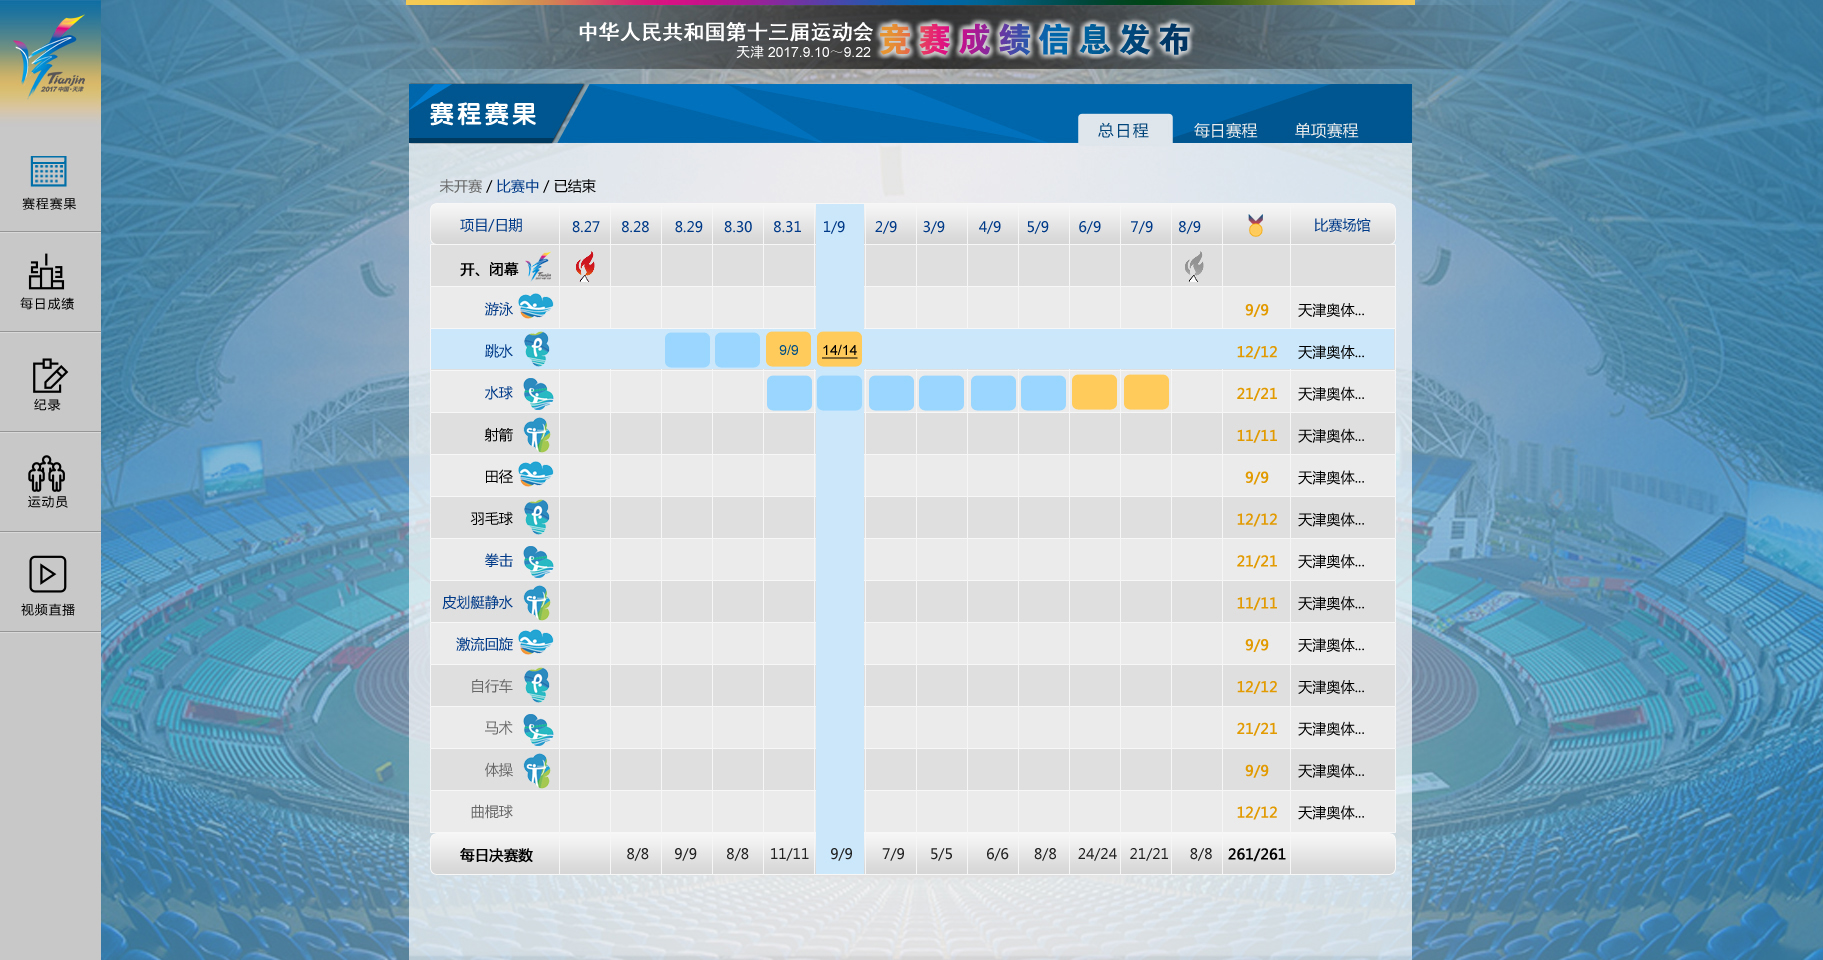 中华人民共和国第十三届运动会
天津 2017.9.10～9.22
竞赛成绩信息发布
Tianjin
2017 中国·天津
赛程赛果
每日成绩
纪录
运动员
视频直播
赛程赛果
总日程 每日赛程 单项赛程
未开赛 / 比赛中 / 已结束
项目/日期 8.27 8.28 8.29 8.30 8.31 1/9 2/9 3/9 4/9 5/9 6/9 7/9 8/9 比赛场馆
开、闭幕
游泳 9/9 天津奥体...
跳水 9/9 14/14 12/12 天津奥体...
水球 21/21 天津奥体...
射箭 11/11 天津奥体...
田径 9/9 天津奥体...
羽毛球 12/12 天津奥体...
拳击 21/21 天津奥体...
皮划艇静水 11/11 天津奥体...
激流回旋 9/9 天津奥体...
自行车 12/12 天津奥体...
马术 21/21 天津奥体...
体操 9/9 天津奥体...
曲棍球 12/12 天津奥体...
每日决赛数 8/8 9/9 8/8 11/11 9/9 7/9 5/5 6/6 8/8 24/24 21/21 8/8 261/261